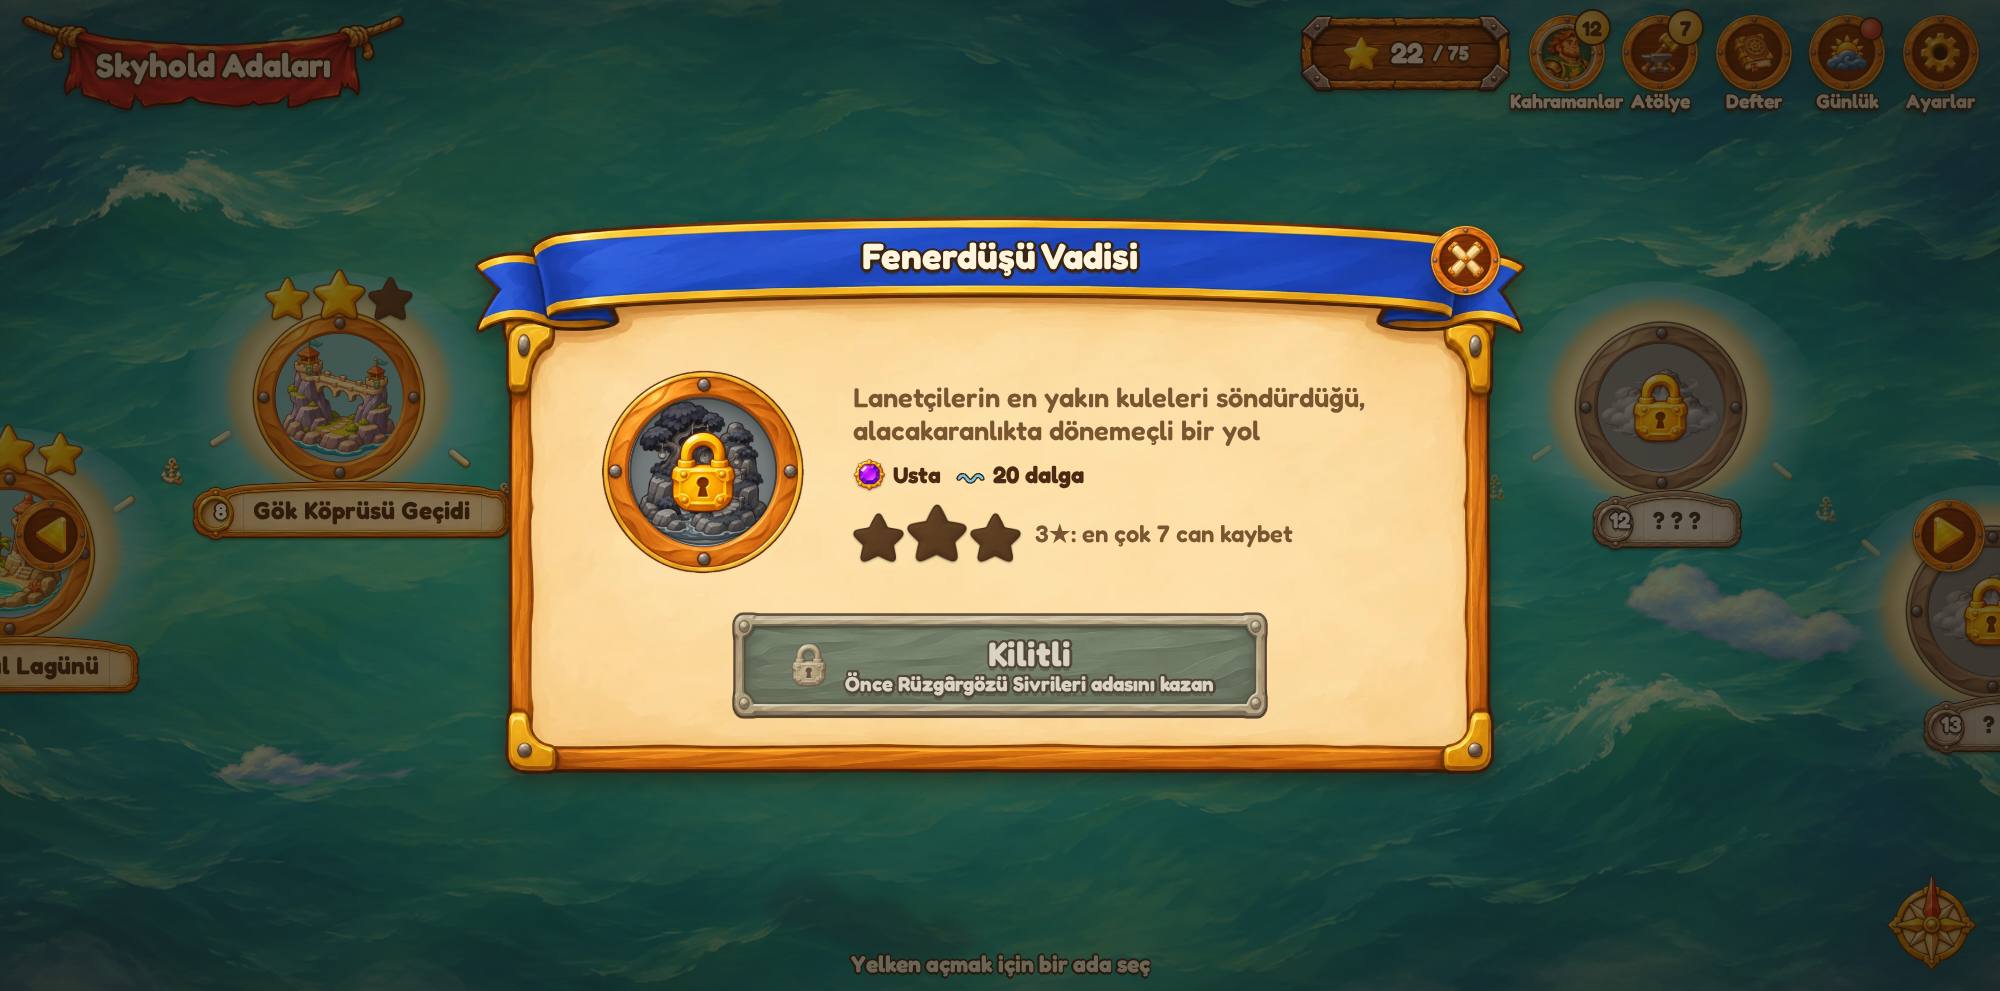 Skyhold Adaları
22 / 75
12
7
Kahramanlar
Atölye
Defter
Günlük
Ayarlar
Fenerdüşü Vadisi
Lanetçilerin en yakın kuleleri söndürdüğü,
alacakaranlıkta dönemeçli bir yol
Usta
20 dalga
3★: en çok 7 can kaybet
Kilitli
Önce Rüzgârgözü Sivrileri adasını kazan
8 Gök Köprüsü Geçidi
Lagünü
12 ???
13 ?
Yelken açmak için bir ada seç